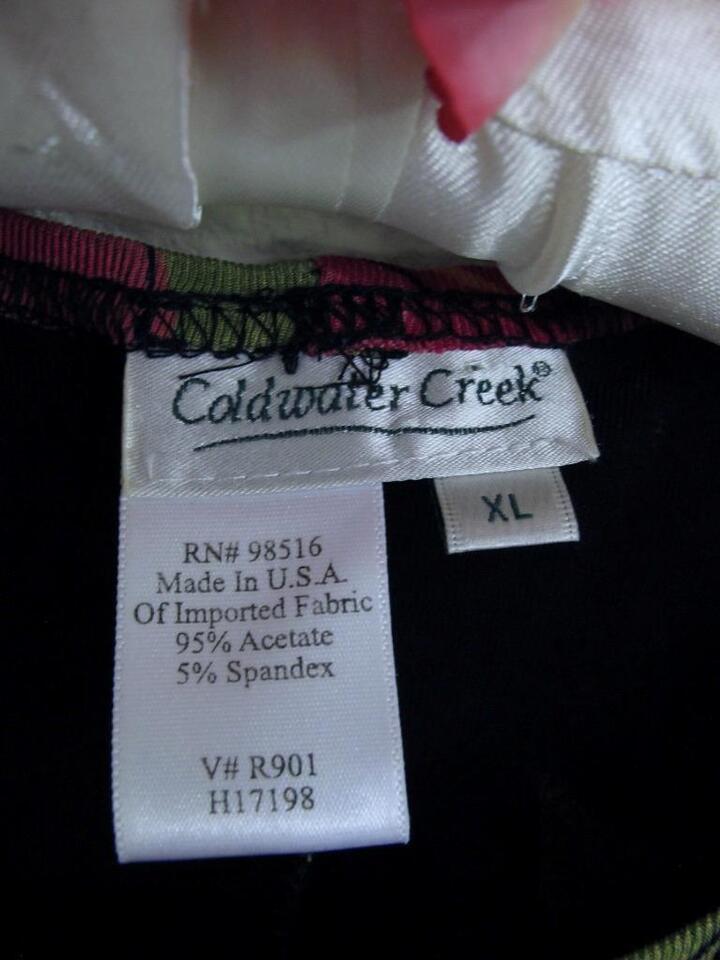 Coldwater Creek®
XL
RN# 98516
Made In U.S.A.
Of Imported Fabric
95% Acetate
5% Spandex
V# R901
H17198